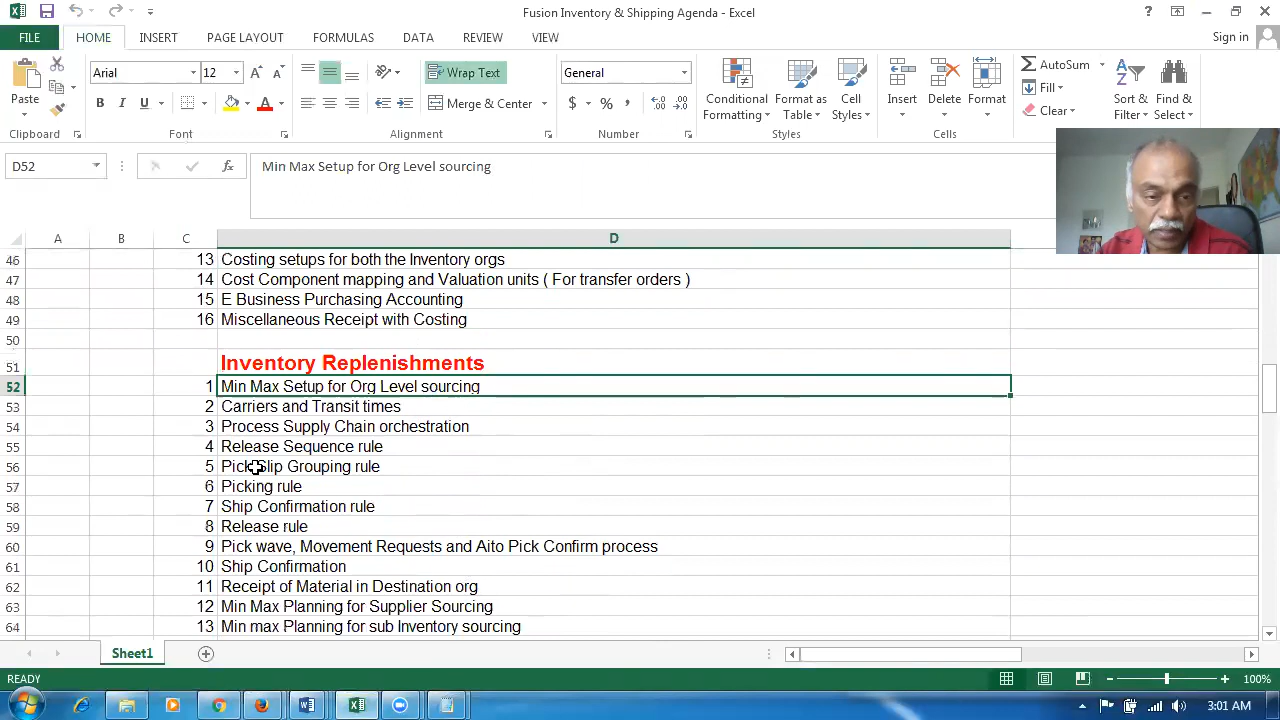 Fusion Inventory & Shipping Agenda - Excel
Sign in
FILE HOME INSERT PAGE LAYOUT FORMULAS DATA REVIEW VIEW
Paste
Arial 12
Wrap Text
General
Conditional Formatting
Format as Table
Cell Styles
Insert
Delete
Format
AutoSum
Fill
Clear
Sort & Filter
Find & Select
B I U
Merge & Center
$ % ,
Clipboard Font Alignment Number Styles Cells Editing
D52 fx Min Max Setup for Org Level sourcing
A B C D
46 13 Costing setups for both the Inventory orgs
47 14 Cost Component mapping and Valuation units ( For transfer orders )
48 15 E Business Purchasing Accounting
49 16 Miscellaneous Receipt with Costing
50
51 Inventory Replenishments
52 1 Min Max Setup for Org Level sourcing
53 2 Carriers and Transit times
54 3 Process Supply Chain orchestration
55 4 Release Sequence rule
56 5 Pick Slip Grouping rule
57 6 Picking rule
58 7 Ship Confirmation rule
59 8 Release rule
60 9 Pick wave, Movement Requests and Aito Pick Confirm process
61 10 Ship Confirmation
62 11 Receipt of Material in Destination org
63 12 Min Max Planning for Supplier Sourcing
64 13 Min max Planning for sub Inventory sourcing
Sheet1
READY 100%
3:01 AM